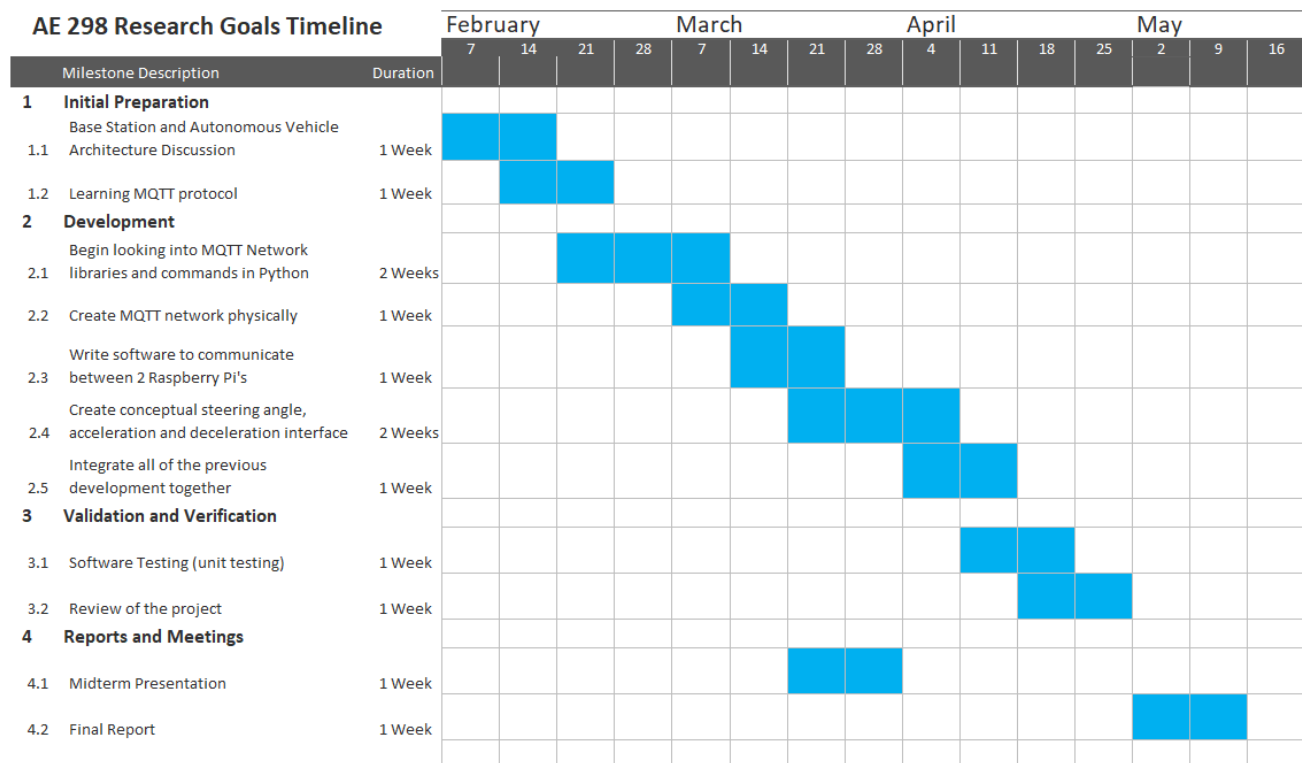 AE 298 Research Goals Timeline
February March April May
7 14 21 28 7 14 21 28 4 11 18 25 2 9 16
Milestone Description Duration
1 Initial Preparation
Base Station and Autonomous Vehicle
1.1 Architecture Discussion 1 Week
1.2 Learning MQTT protocol 1 Week
2 Development
Begin looking into MQTT Network
2.1 libraries and commands in Python 2 Weeks
2.2 Create MQTT network physically 1 Week
Write software to communicate
2.3 between 2 Raspberry Pi's 1 Week
Create conceptual steering angle,
2.4 acceleration and deceleration interface 2 Weeks
Integrate all of the previous
2.5 development together 1 Week
3 Validation and Verification
3.1 Software Testing (unit testing) 1 Week
3.2 Review of the project 1 Week
4 Reports and Meetings
4.1 Midterm Presentation 1 Week
4.2 Final Report 1 Week